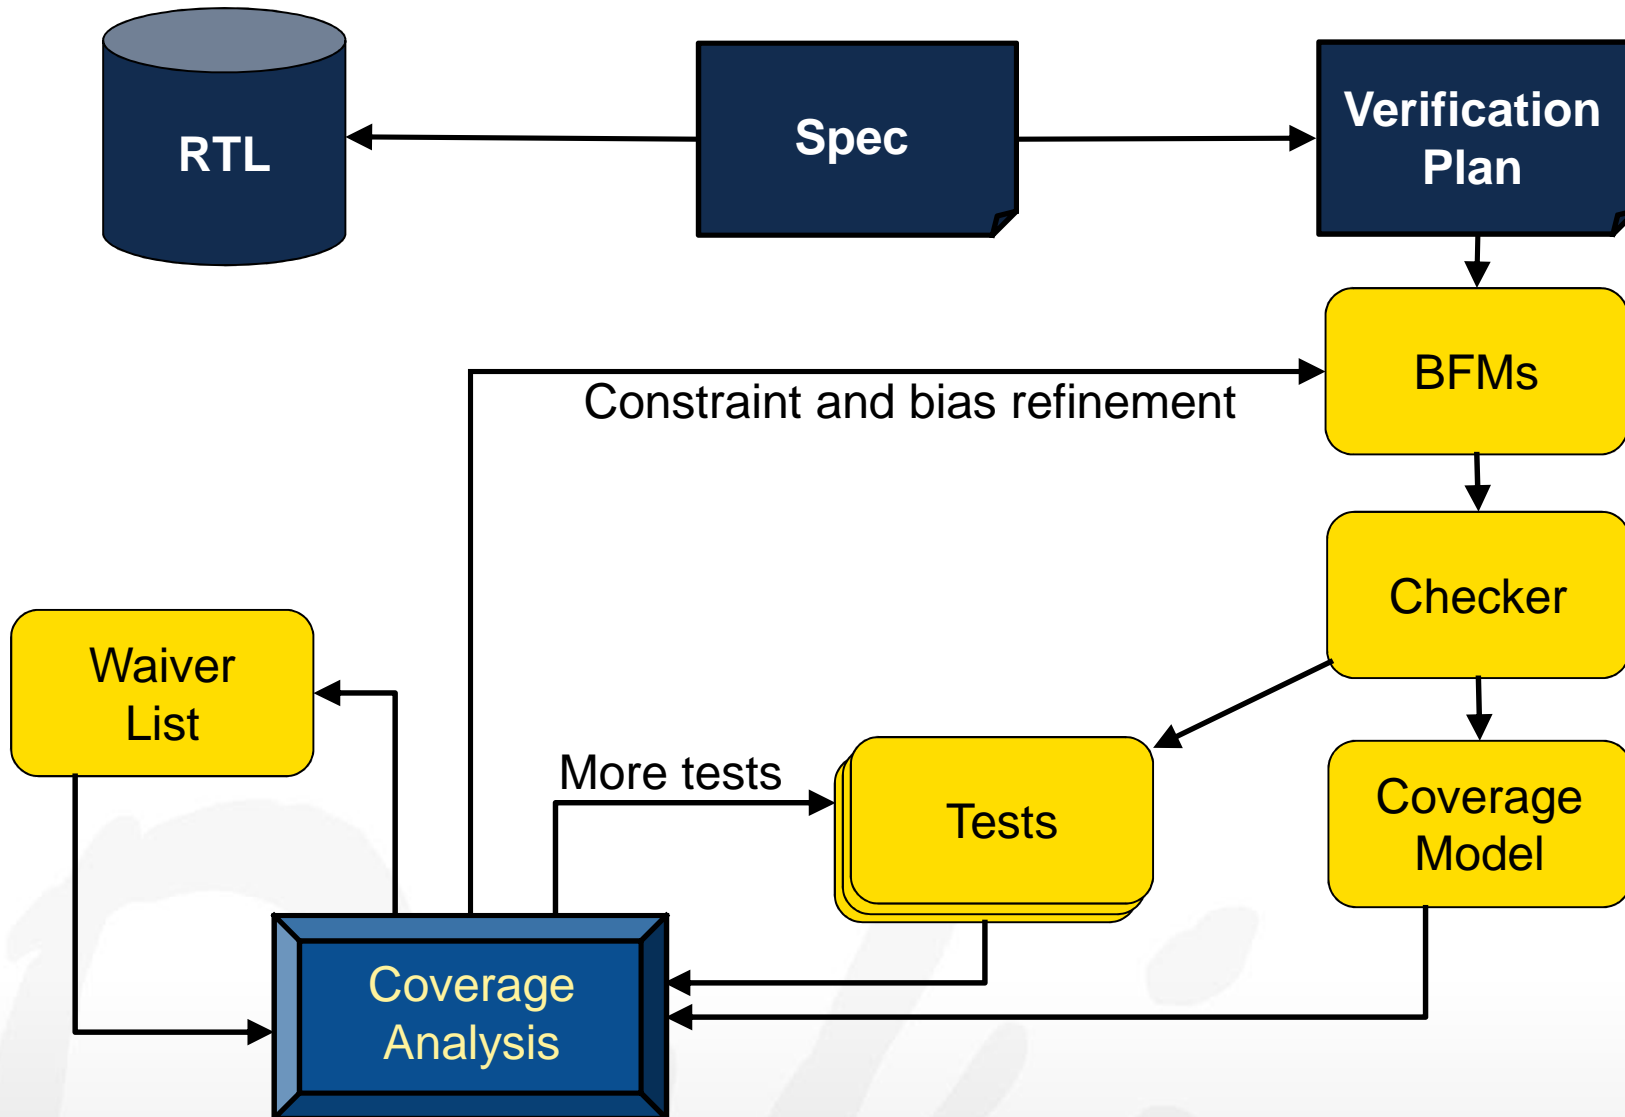 RTL
Spec
Verification
Plan
BFMs
Constraint and bias refinement
Checker
Waiver
List
More tests
Tests
Coverage
Model
Coverage
Analysis